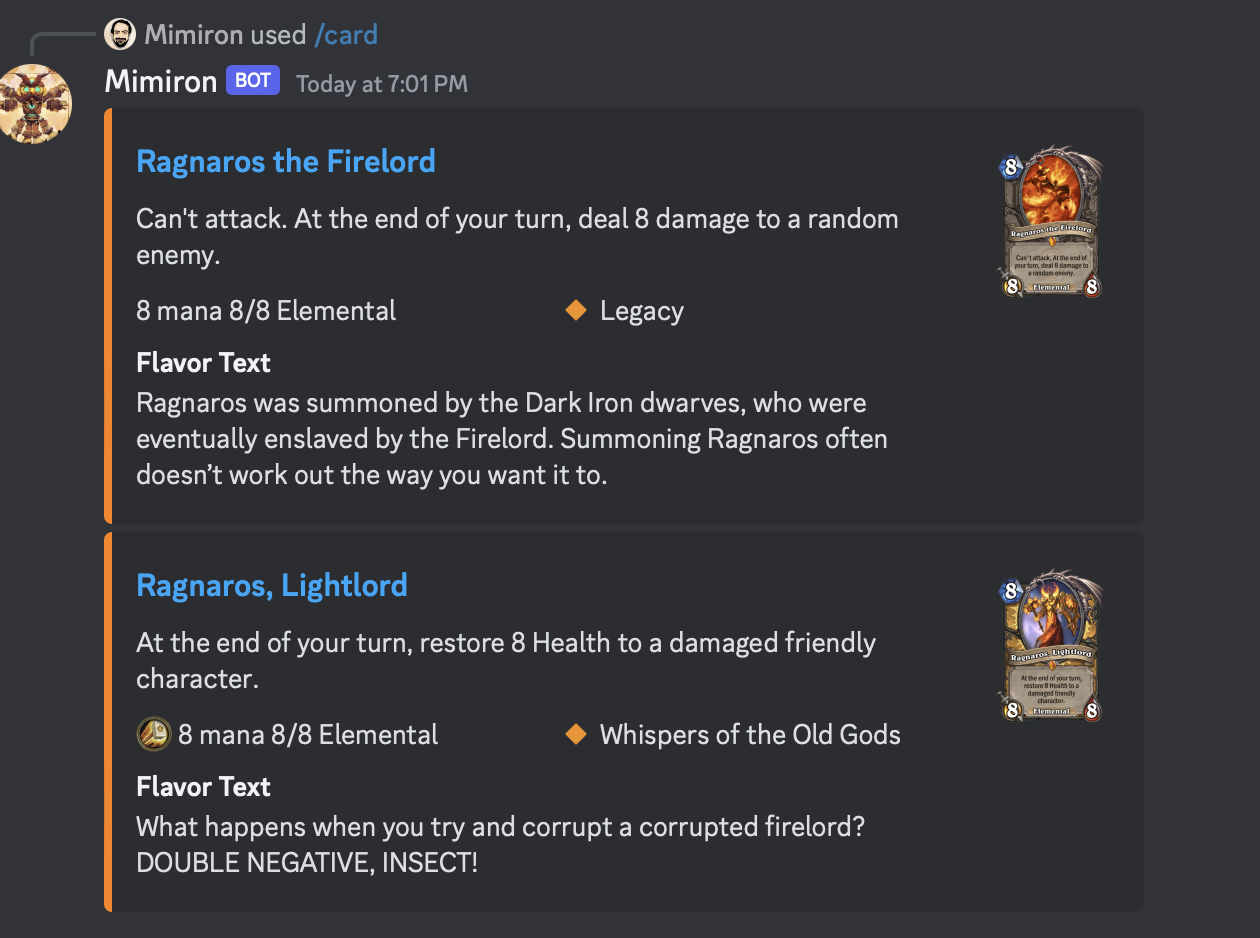 Mimiron used /card
Mimiron BOT Today at 7:01 PM
Ragnaros the Firelord
Can't attack. At the end of your turn, deal 8 damage to a random
enemy.
8 mana 8/8 Elemental
Legacy
Flavor Text
Ragnaros was summoned by the Dark Iron dwarves, who were
eventually enslaved by the Firelord. Summoning Ragnaros often
doesn’t work out the way you want it to.
8
Ragnaros the Firelord
Can't attack. At the end of
your turn, deal 8 damage to
a random enemy.
8 Elemental 8
Ragnaros, Lightlord
At the end of your turn, restore 8 Health to a damaged friendly
character.
8 mana 8/8 Elemental
Whispers of the Old Gods
Flavor Text
What happens when you try and corrupt a corrupted firelord?
DOUBLE NEGATIVE, INSECT!
8
Ragnaros, Lightlord
At the end of your turn,
restore 8 Health to a
damaged friendly
character.
8 Elemental 8